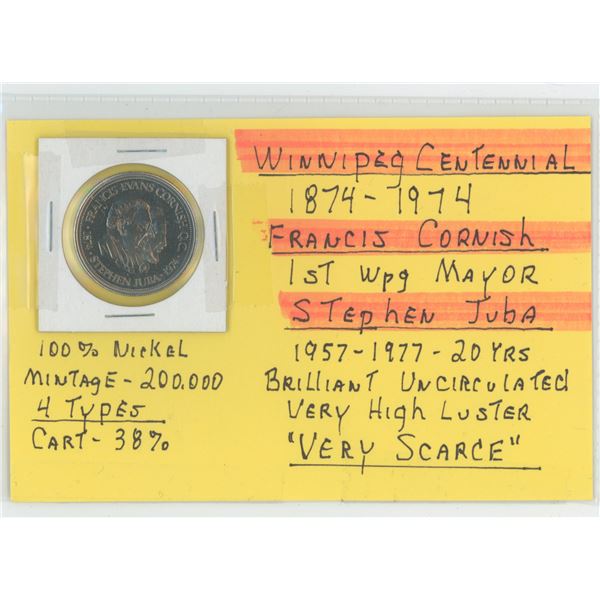 FRANCIS EVANS CORNISH, Q.C.
STEPHEN JUBA
100% NICKEL
MINTAGE - 200.000
4 TYPES
CART - 38%
WINNIPEG CENTENNIAL
1874 - 1974
FRANCIS CORNISH
1ST WPG MAYOR
STEPHEN JUBA
1957 - 1977 - 20 YRS
BRILLIANT UNCIRCULATED
VERY HIGH LUSTER
"VERY SCARCE"